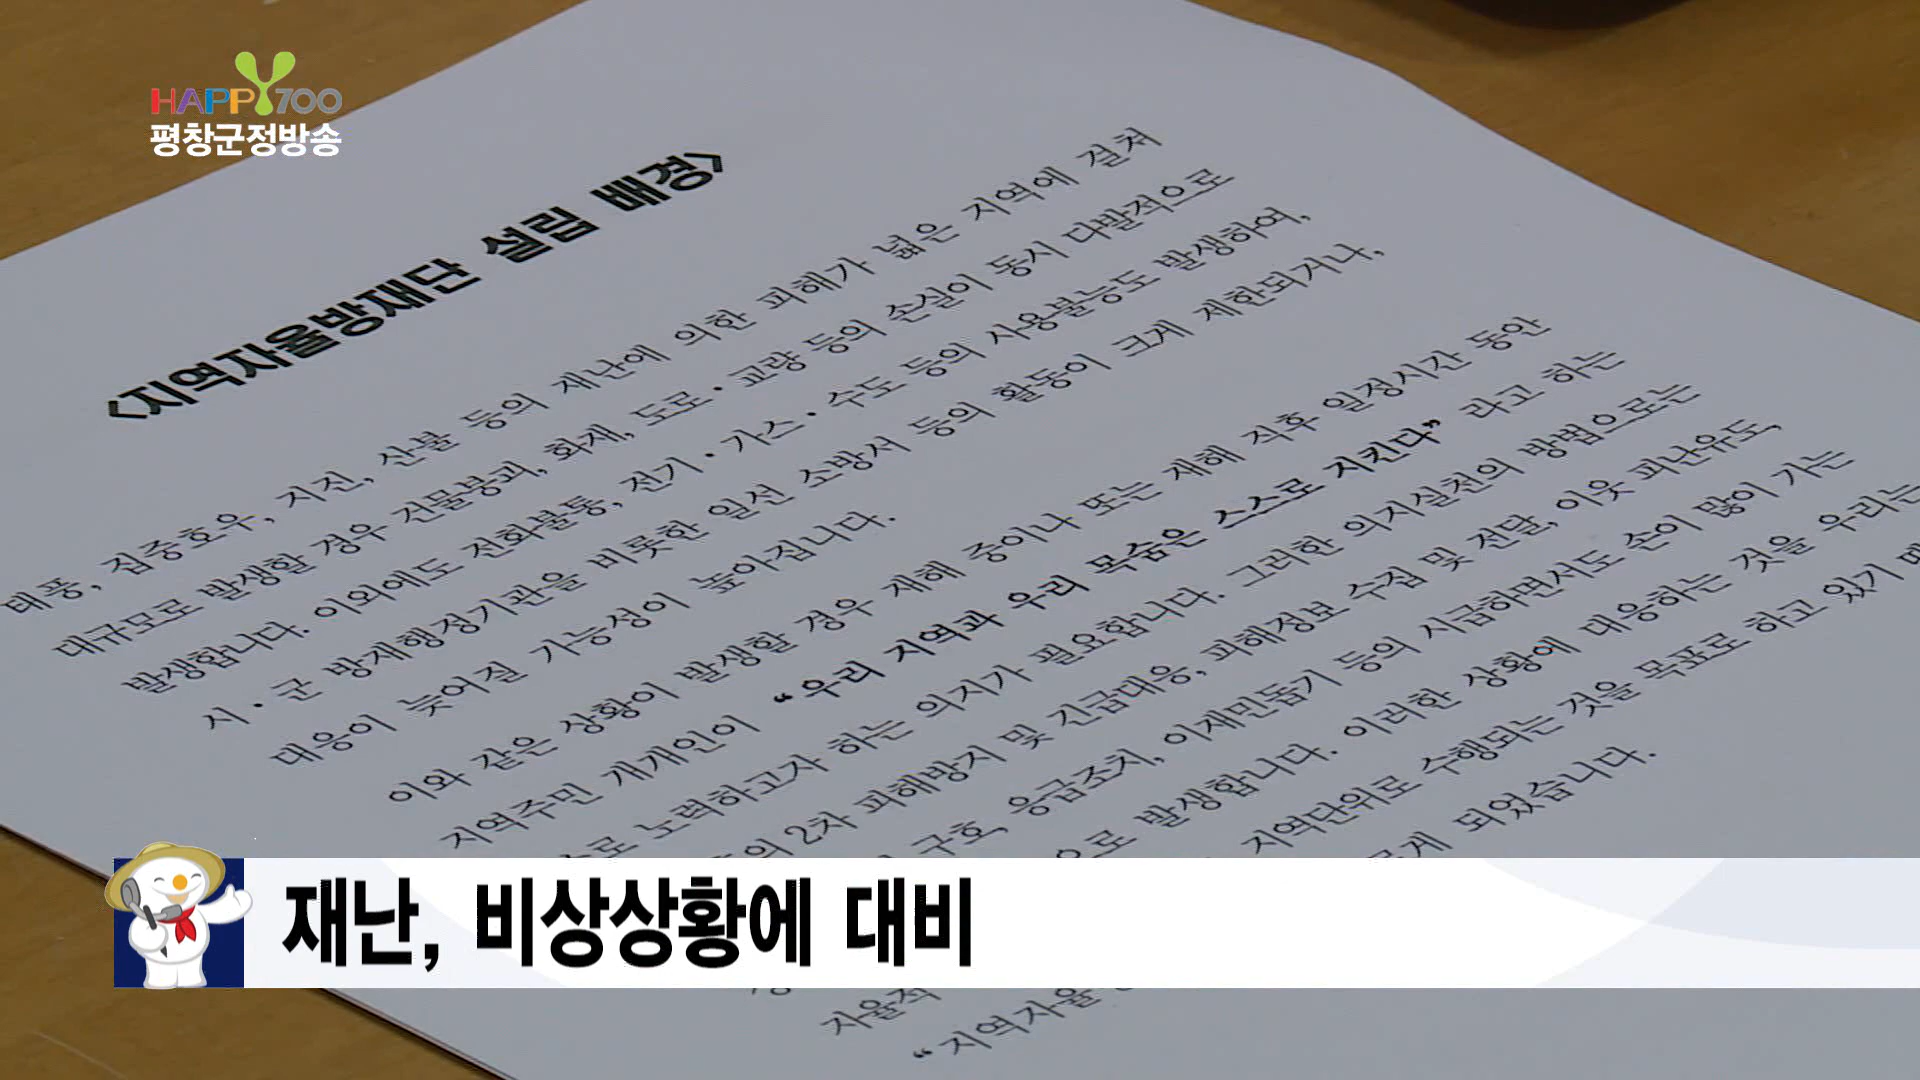 HAPPY700
평창군정방송
<지역자율방재단 설립 배경>
태풍, 집중호우, 지진, 산불 등의 재난에 의한 피해가 넓은 지역에 걸쳐
대규모로 발생할 경우 건물붕괴, 화재, 도로·교량 등의 손실이 동시 다발적으로
발생합니다. 이외에도 전화불통, 전기·가스·수도 등의 사용불능도 발생하여,
시·군 방재행정기관을 비롯한 일선 소방서 등의 활동이 크게 제한되거나,
대응이 늦어질 가능성이 높아집니다.
이와 같은 상황이 발생할 경우 재해 중이나 또는 재해 직후 일정시간 동안
지역주민 개개인이 “우리 지역과 우리 목숨은 스스로 지킨다” 라고 하는
노력하고자 하는 의지가 필요합니다. 그러한 의지실천의 방법으로는
2차 피해방지 및 긴급대응, 피해정보 수집 및 전달, 이웃 피난유도,
구호, 응급조치, 이재민돕기 등의 시급하면서도 손이 많이 가는
발생합니다. 이러한 상황에 대응하는 것을 우리는
지역단위로 수행되는 것을 목표로 하고 있기
되었습니다.
자율적
“지역자율
재난, 비상상황에 대비